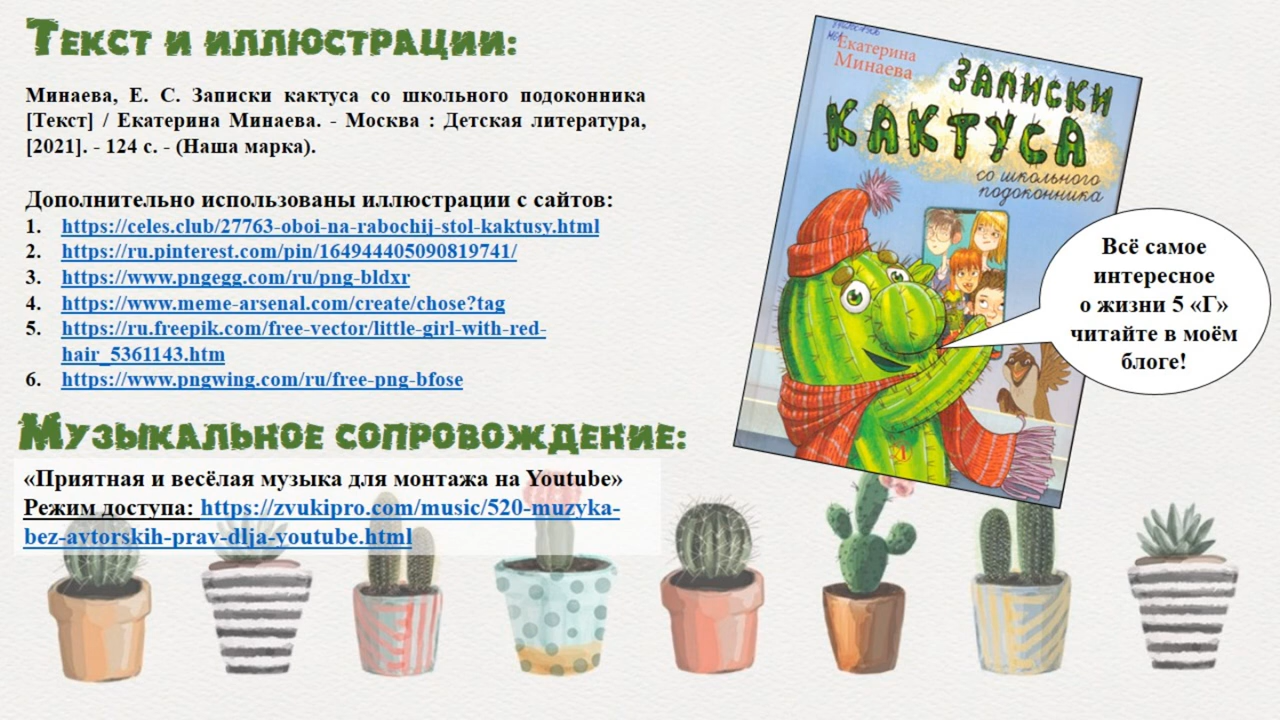 Текст и иллюстрации:
Минаева, Е. С. Записки кактуса со школьного подоконника
[Текст] / Екатерина Минаева. - Москва : Детская литература,
[2021]. - 124 с. - (Наша марка).
Дополнительно использованы иллюстрации с сайтов:
1. https://celes.club/27763-oboi-na-rabochij-stol-kaktusy.html
2. https://ru.pinterest.com/pin/164944405090819741/
3. https://www.pngegg.com/ru/png-bldxr
4. https://www.meme-arsenal.com/create/chose?tag
5. https://ru.freepik.com/free-vector/little-girl-with-red-
hair_5361143.htm
6. https://www.pngwing.com/ru/free-png-bfose
Музыкальное сопровождение:
«Приятная и весёлая музыка для монтажа на Youtube»
Режим доступа: https://zvukipro.com/music/520-muzyka-
bez-avtorskih-prav-dlja-youtube.html
Екатерина
Минаева
ЗАПИСКИ
КАКТУСА
со школьного
подоконника
Всё самое
интересное
о жизни 5 «Г»
читайте в моём
блоге!